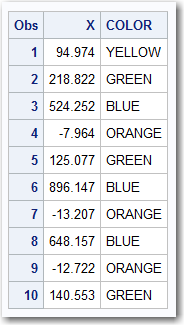 Obs X COLOR
1 94.974 YELLOW
2 218.822 GREEN
3 524.252 BLUE
4 -7.964 ORANGE
5 125.077 GREEN
6 896.147 BLUE
7 -13.207 ORANGE
8 648.157 BLUE
9 -12.722 ORANGE
10 140.553 GREEN